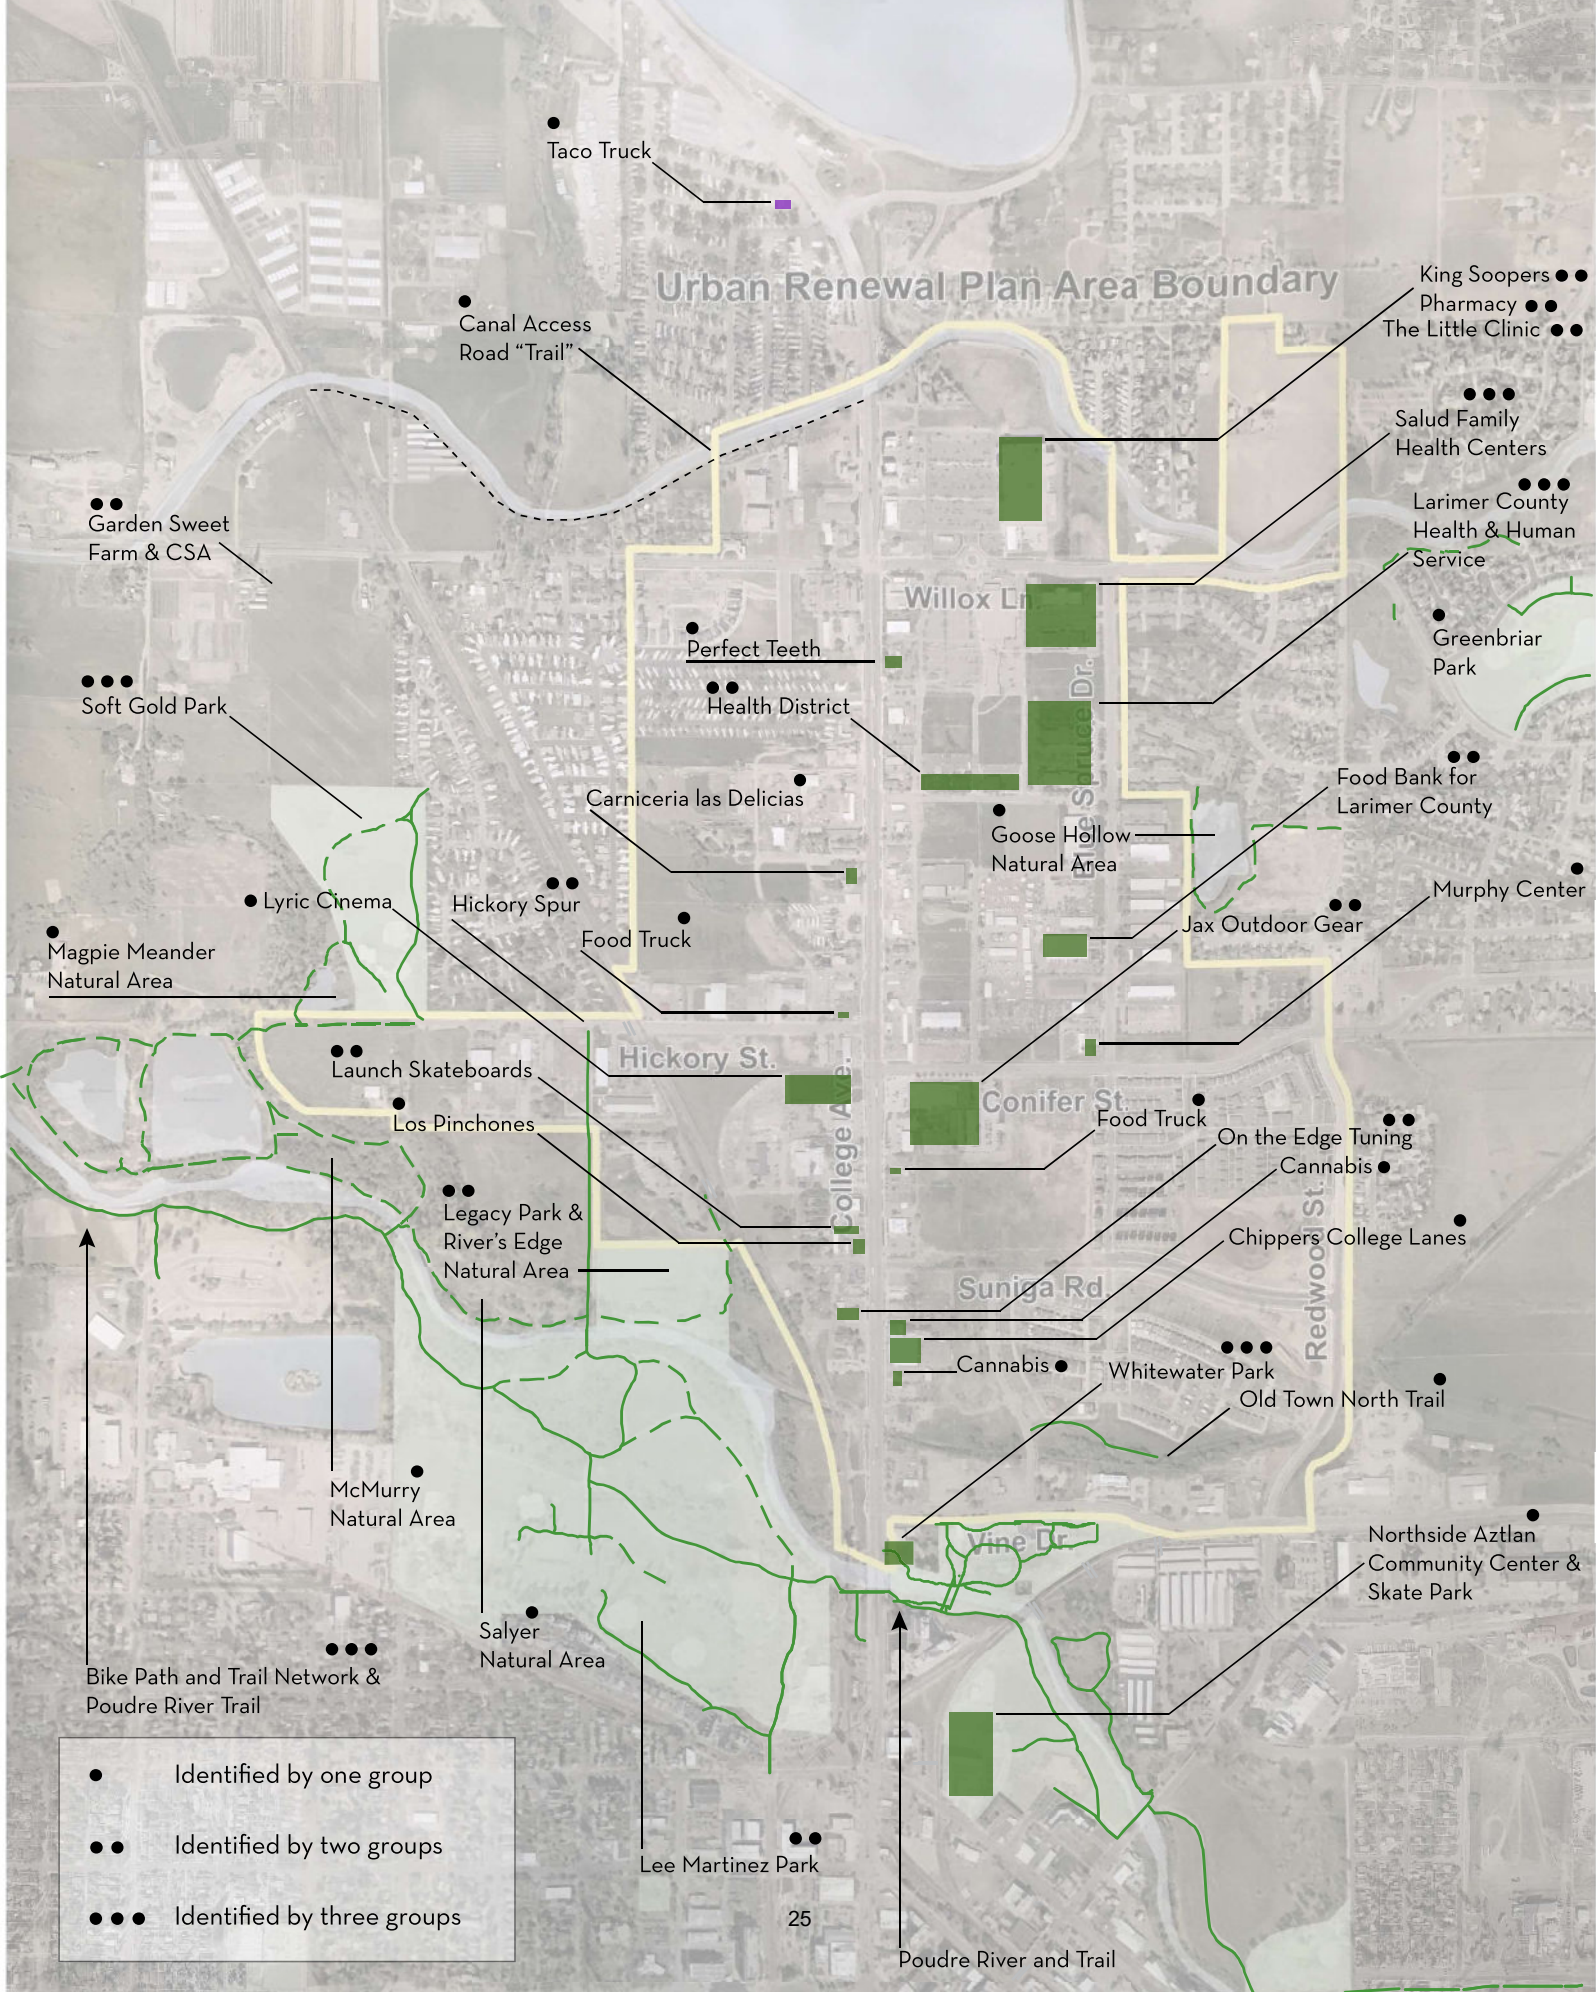 Taco Truck
Urban Renewal Plan Area Boundary
King Soopers
Pharmacy
The Little Clinic
Canal Access
Road “Trail”
Salud Family
Health Centers
Larimer County
Health & Human
Service
Garden Sweet
Farm & CSA
Willox Ln.
Greenbriar
Park
Perfect Teeth
Health District
Soft Gold Park
Blue Spruce Dr.
Food Bank for
Larimer County
Carniceria las Delicias
Goose Hollow
Natural Area
Murphy Center
Lyric Cinema
Hickory Spur
Jax Outdoor Gear
Food Truck
Magpie Meander
Natural Area
Hickory St.
Launch Skateboards
College Ave.
Conifer St.
Los Pinchones
Food Truck
On the Edge Tuning
Cannabis
Legacy Park &
River’s Edge
Natural Area
Chippers College Lanes
Redwood St.
Suniga Rd.
Cannabis
Whitewater Park
Old Town North Trail
McMurry
Natural Area
Vine Dr.
Northside Aztlan
Community Center &
Skate Park
Salyer
Natural Area
Bike Path and Trail Network &
Poudre River Trail
Identified by one group
Identified by two groups
Identified by three groups
Lee Martinez Park
25
Poudre River and Trail